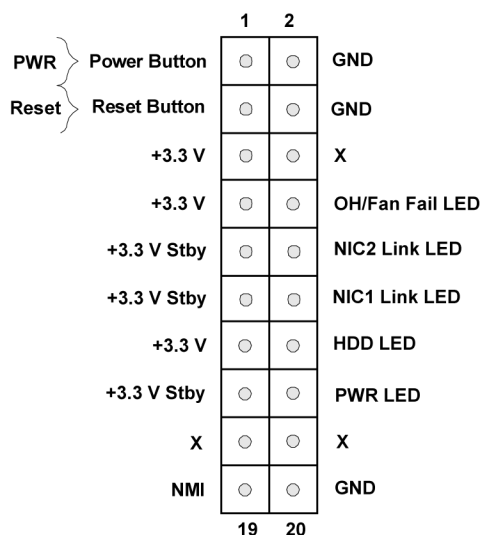 1 2
PWR Power Button GND
Reset Reset Button GND
+3.3 V X
+3.3 V OH/Fan Fail LED
+3.3 V Stby NIC2 Link LED
+3.3 V Stby NIC1 Link LED
+3.3 V HDD LED
+3.3 V Stby PWR LED
X X
NMI GND
19 20